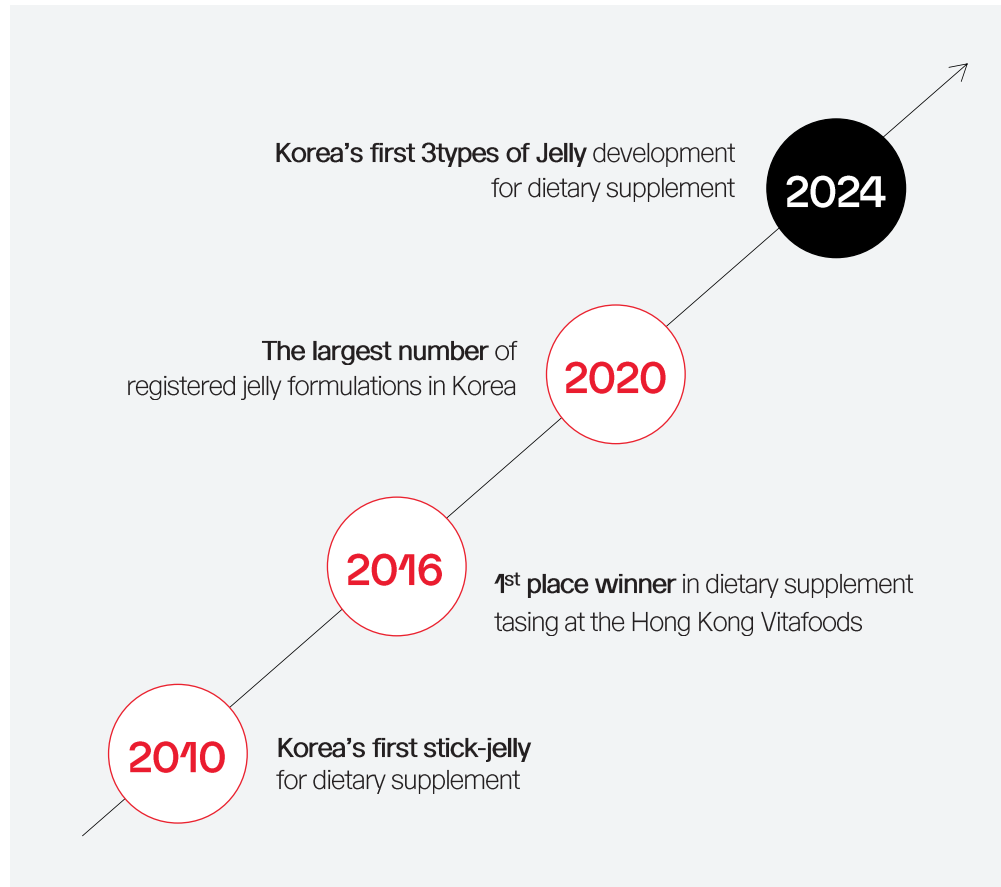 Korea's first 3types of Jelly development
for dietary supplement
2024
The largest number of
registered jelly formulations in Korea
2020
2016
1st place winner in dietary supplement
tasing at the Hong Kong Vitafoods
2010
Korea's first stick-jelly
for dietary supplement